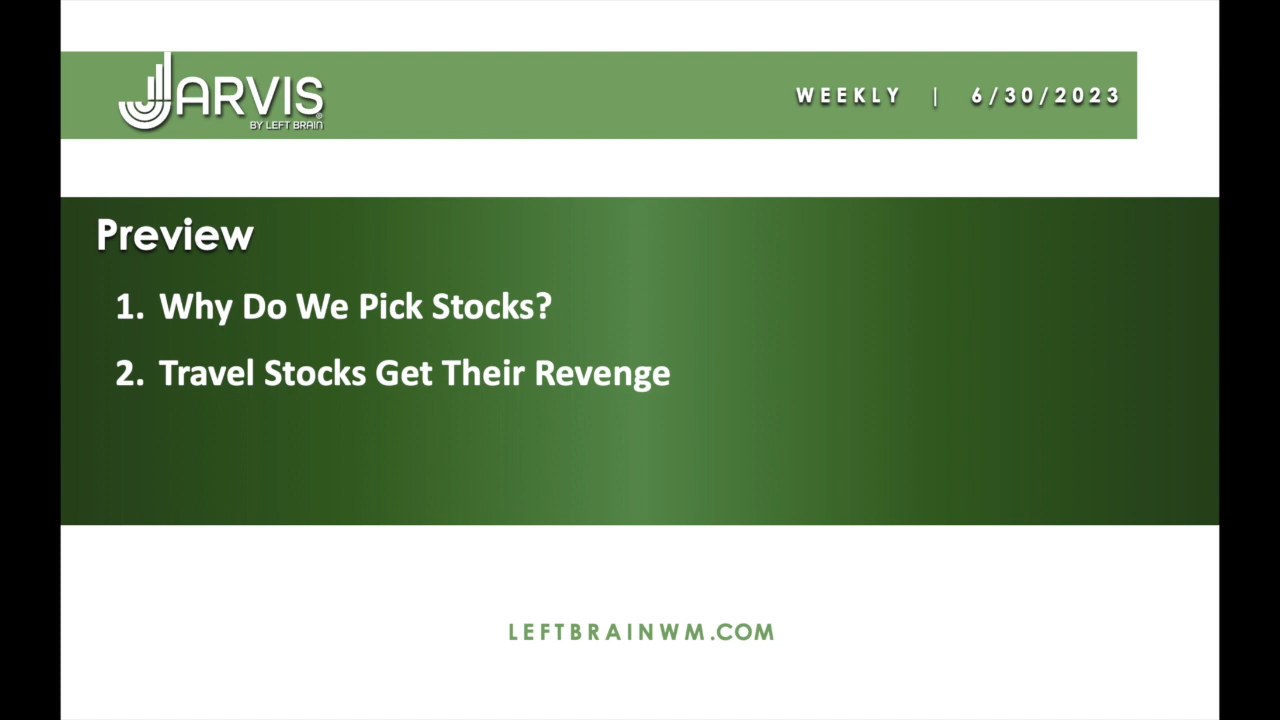 JARVIS
BY LEFT BRAIN®
WEEKLY | 6/30/2023
Preview
1. Why Do We Pick Stocks?
2. Travel Stocks Get Their Revenge
LEFTBRAINWM.COM